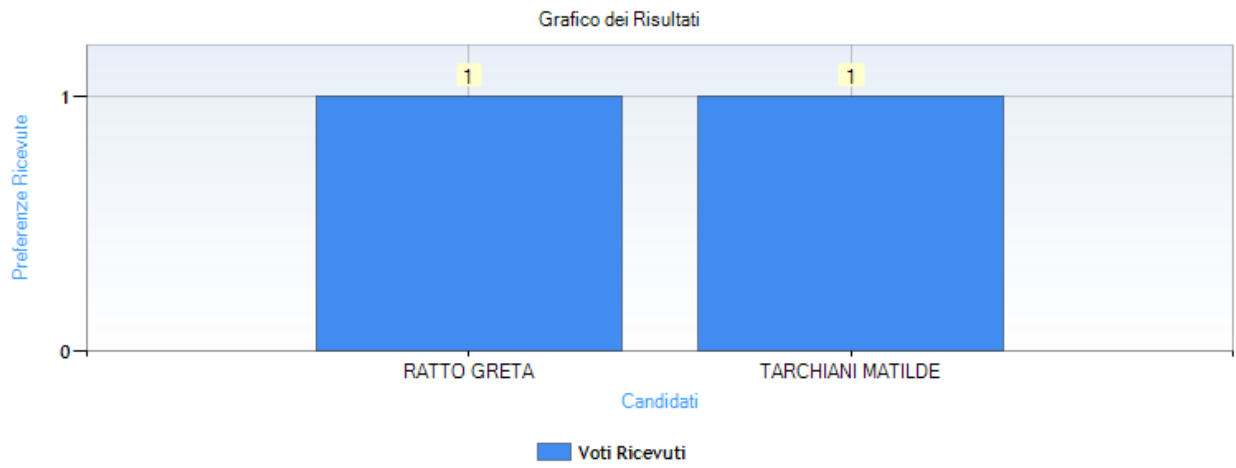 Grafico dei Risultati
1 1
1
Preferenze Ricevute
0
RATTO GRETA TARCHIANI MATILDE
Candidati
Voti Ricevuti